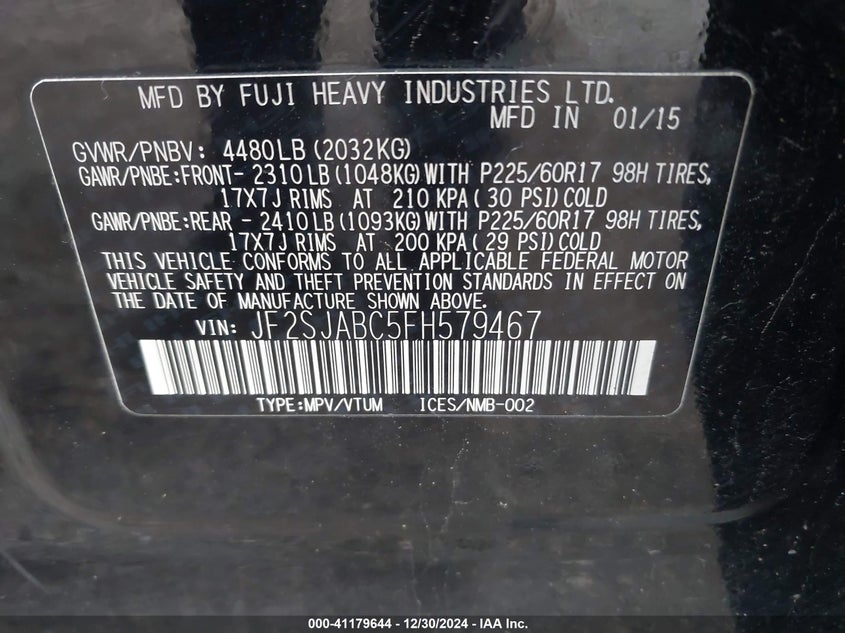 MFD BY FUJI HEAVY INDUSTRIES LTD.
MFD IN 01/15
GVWR/PNBV: 4480LB (2032KG)
GAWR/PNBE:FRONT- 2310LB (1048KG) WITH P225/60R17 98H TIRES,
17X7J RIMS AT 210 KPA ( 30 PSI) COLD
GAWR/PNBE:REAR - 2410LB (1093KG) WITH P225/60R17 98H TIRES,
17X7J RIMS AT 200 KPA (29 PSI) COLD
THIS VEHICLE CONFORMS TO ALL APPLICABLE FEDERAL MOTOR
VEHICLE SAFETY AND THEFT PREVENTION STANDARDS IN EFFECT ON
THE DATE OF MANUFACTURE SHOWN ABOVE.
VIN: JF2SJABC5FH579467
TYPE:MPV/VTUM ICES/NMB-002
000-41179644 - 12/30/2024 - IAA Inc.